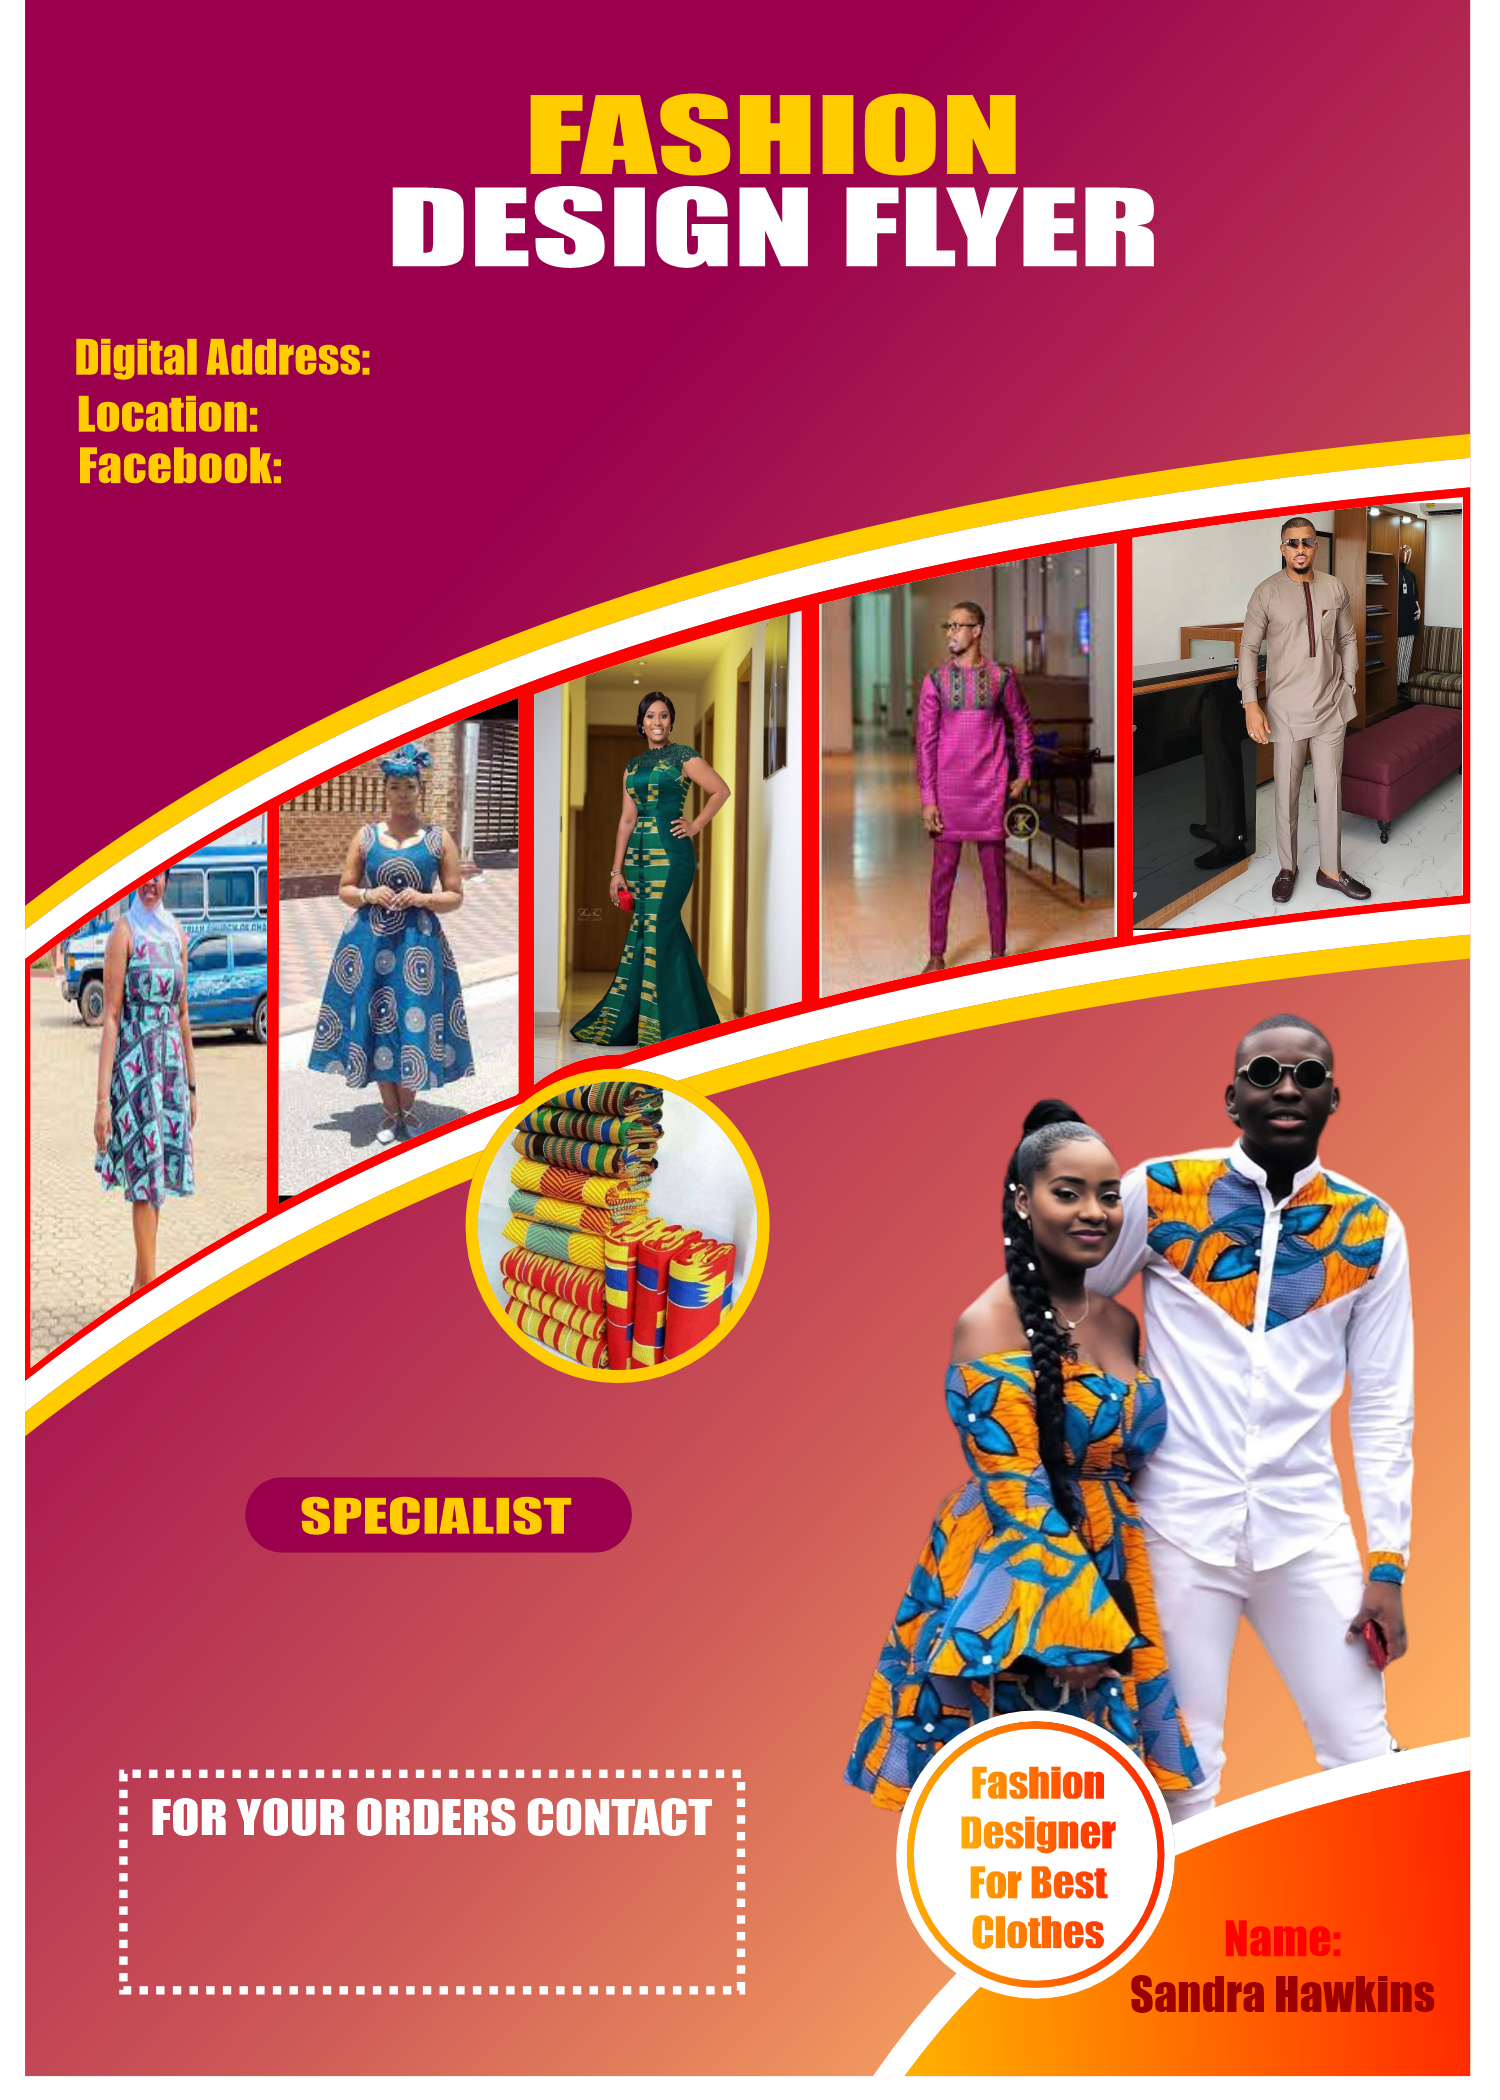 FASHION
DESIGN FLYER
Digital Address:
Location:
Facebook:
K
SPECIALIST
FOR YOUR ORDERS CONTACT
Fashion
Designer
For Best
Clothes
Name:
Sandra Hawkins